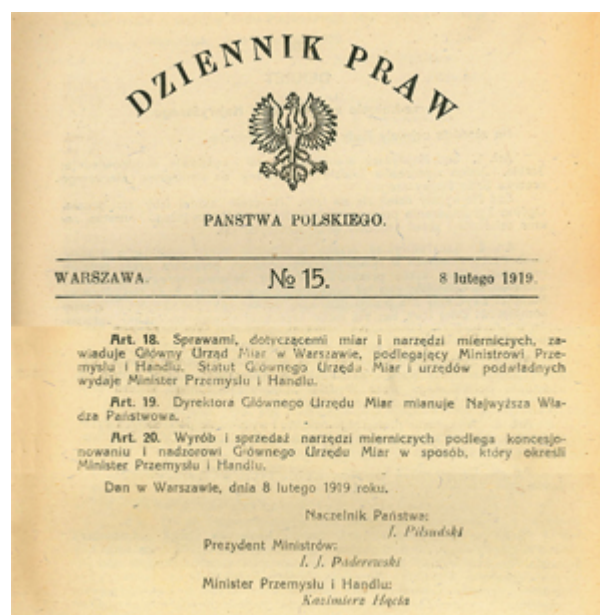 DZIENNIK PRAW
PANSTWA POLSKIEGO.
WARSZAWA. № 15. 8 lutego 1919.
Art. 18. Sprawami, dotyczącemi miar i narzędzi mierniczych, za-
wiaduje Główny Urząd Miar w Warszawie, podlegający Ministrowi Prze-
mysłu i Handlu. Statut Głównego Urzędu Miar i urzędów podwładnych
wydaje Minister Przemysłu i Handlu.
Art. 19. Dyrektora Głównego Urzędu Miar mianuje Najwyższa Wła-
dza Państwowa.
Art. 20. Wyrób i sprzedaż narzędzi mierniczych podlega koncesjo-
nowaniu i nadzorowi Głównego Urzędu Miar w sposób, który określi
Minister Przemysłu i Handlu.
Dan w Warszawie, dnia 8 lutego 1919 roku.
Naczelnik Państwa:
J. Piłsudski
Prezydent Ministrów:
I. J. Paderewski
Minister Przemysłu i Handlu:
Kazimierz Hącia